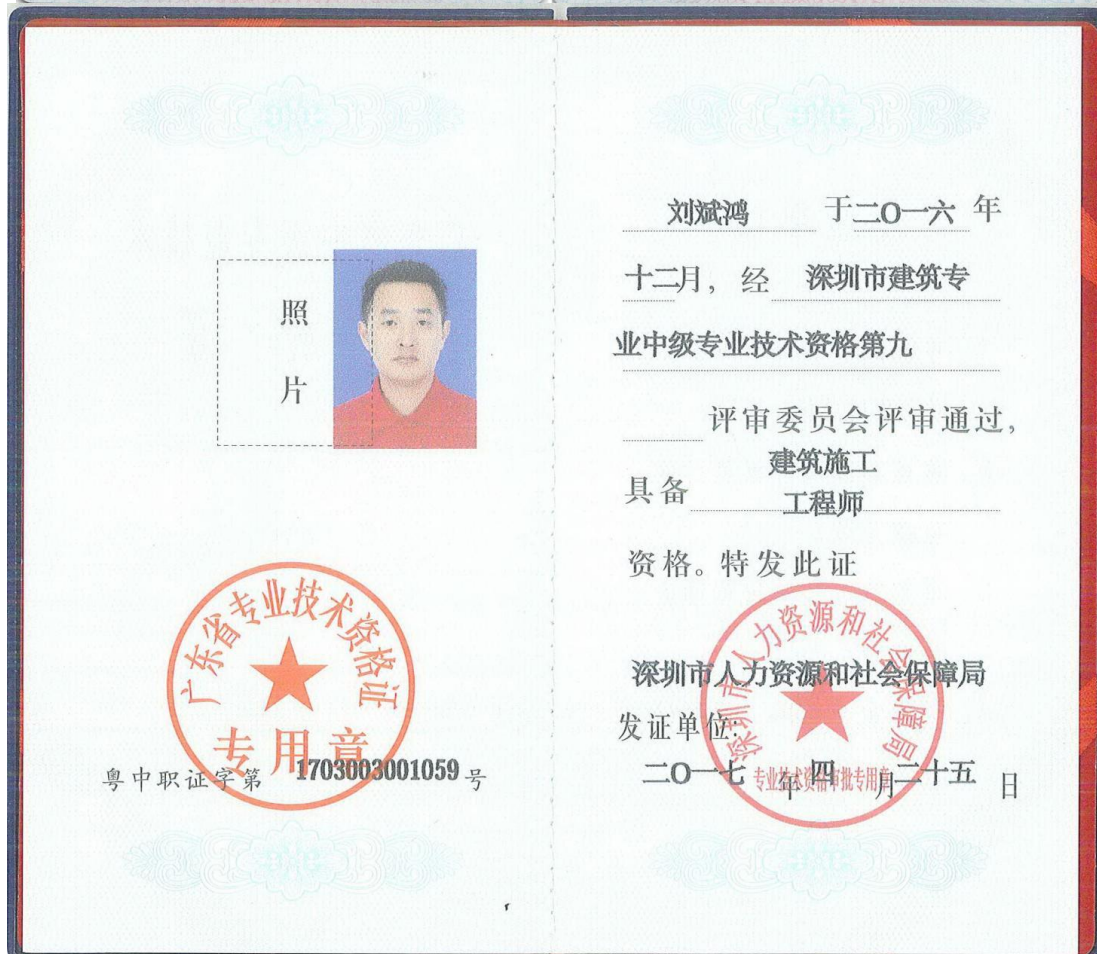 照
片
广东省专业技术资格证
专用章
粤中职证字第 1703003001059 号
刘斌鸿 于二〇一六 年
十二月，经 深圳市建筑专
业中级专业技术资格第九
评审委员会评审通过，
建筑施工
具备
工程师
资格。特发此证
深圳市人力资源和社会保障局
深圳市人力资源和社会保障局
发证单位：
二〇一七 年 四 月二十五 日
专业技术资格审批专用章